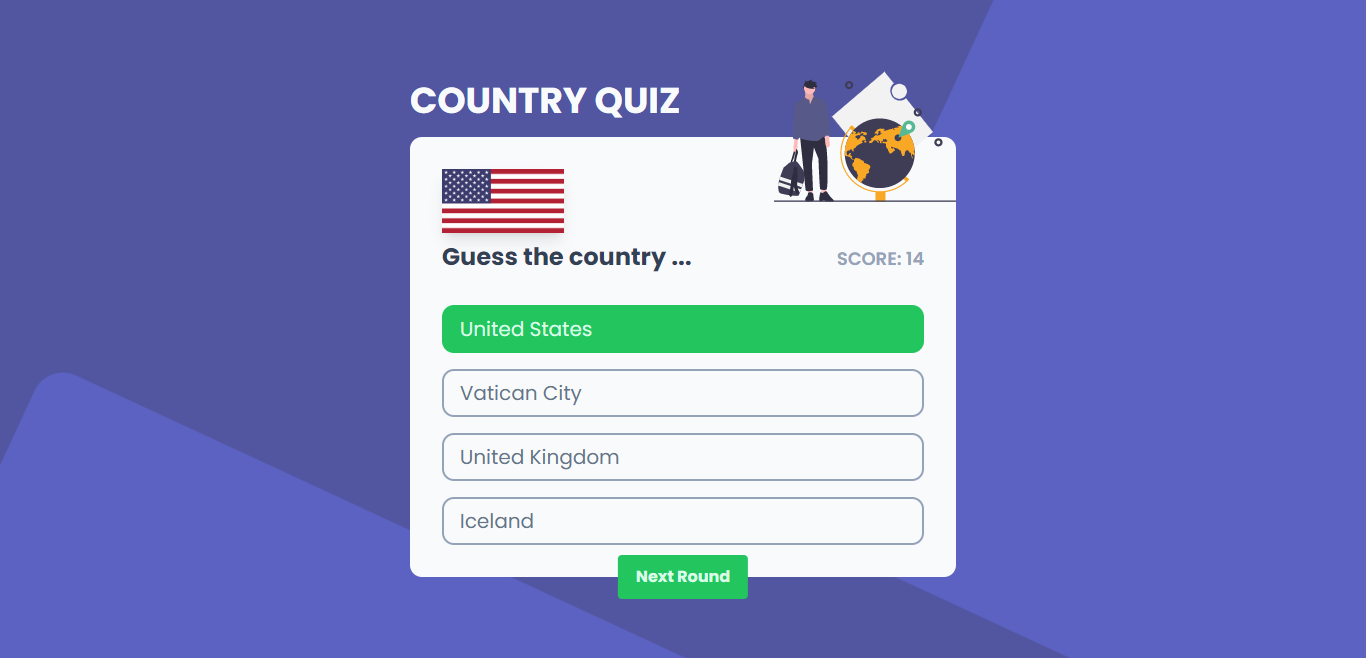 COUNTRY QUIZ
Guess the country ...
SCORE: 14
United States
Vatican City
United Kingdom
Iceland
Next Round